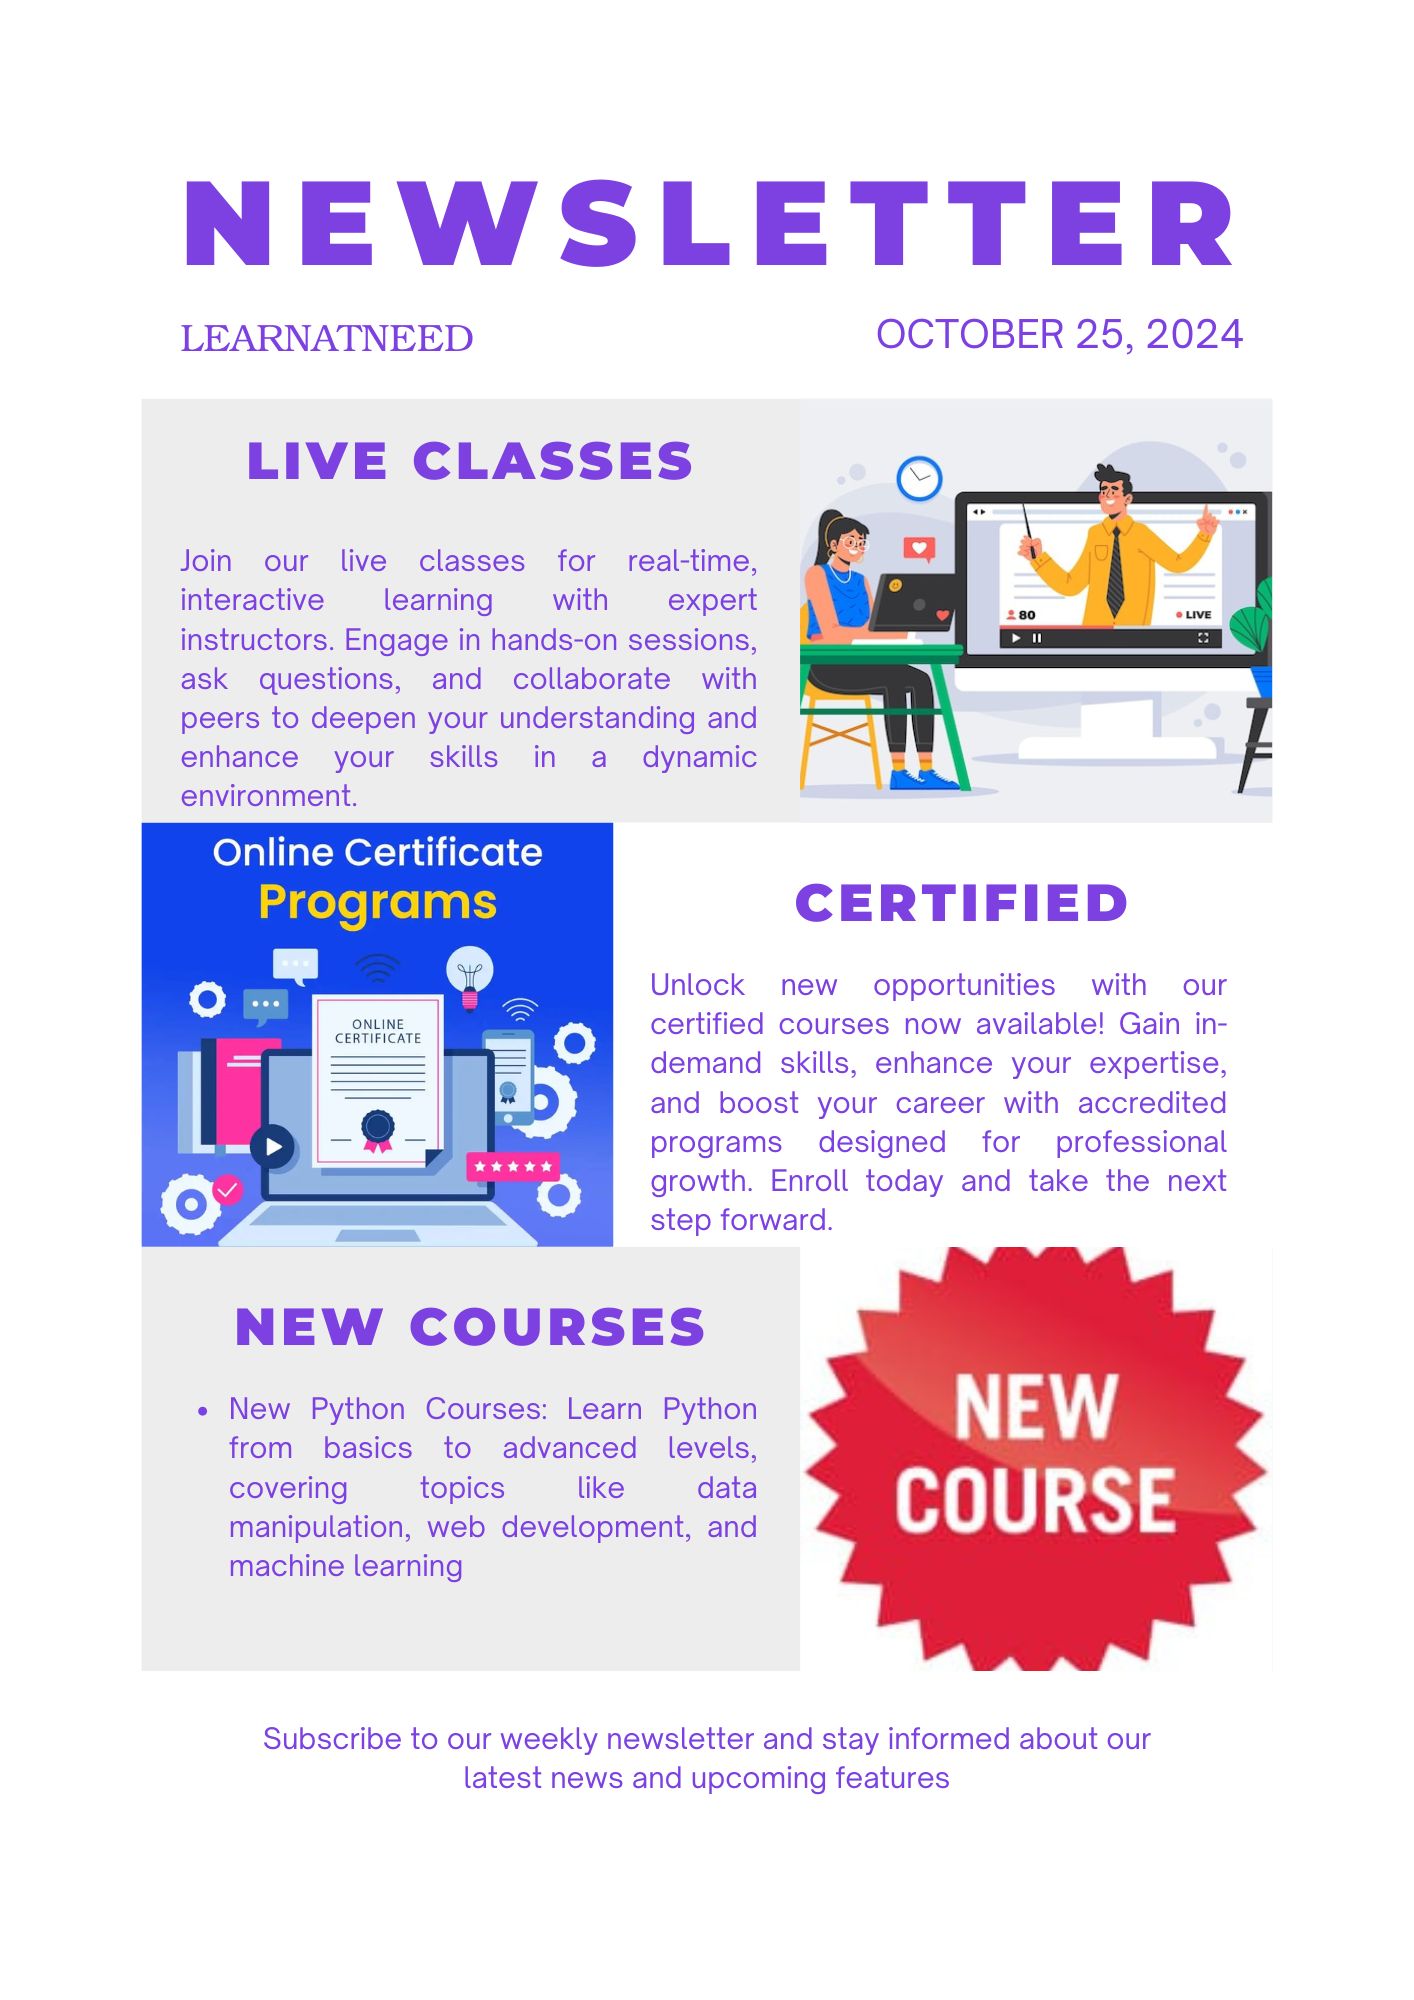 NEWSLETTER
LEARNATNEED
OCTOBER 25, 2024
LIVE CLASSES
Join our live classes for real-time,
interactive learning with expert
instructors. Engage in hands-on sessions,
ask questions, and collaborate with
peers to deepen your understanding and
enhance your skills in a dynamic
environment.
80
LIVE
Online Certificate
Programs
ONLINE
CERTIFICATE
CERTIFIED
Unlock new opportunities with our
certified courses now available! Gain in-
demand skills, enhance your expertise,
and boost your career with accredited
programs designed for professional
growth. Enroll today and take the next
step forward.
NEW COURSES
• New Python Courses: Learn Python
from basics to advanced levels,
covering topics like data
manipulation, web development, and
machine learning
NEW
COURSE
Subscribe to our weekly newsletter and stay informed about our
latest news and upcoming features